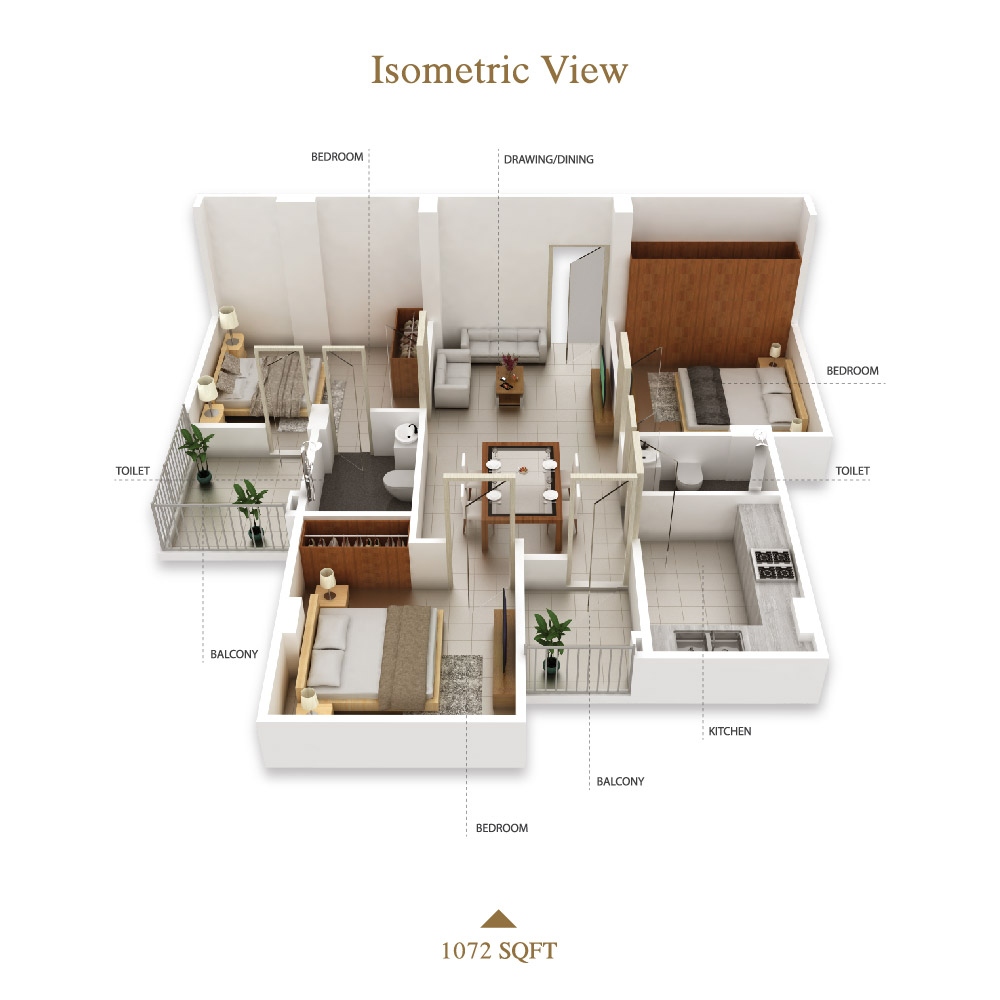 Isometric View
BEDROOM
DRAWING/DINING
BEDROOM
TOILET
TOILET
BALCONY
KITCHEN
BALCONY
BEDROOM
1072 SQFT